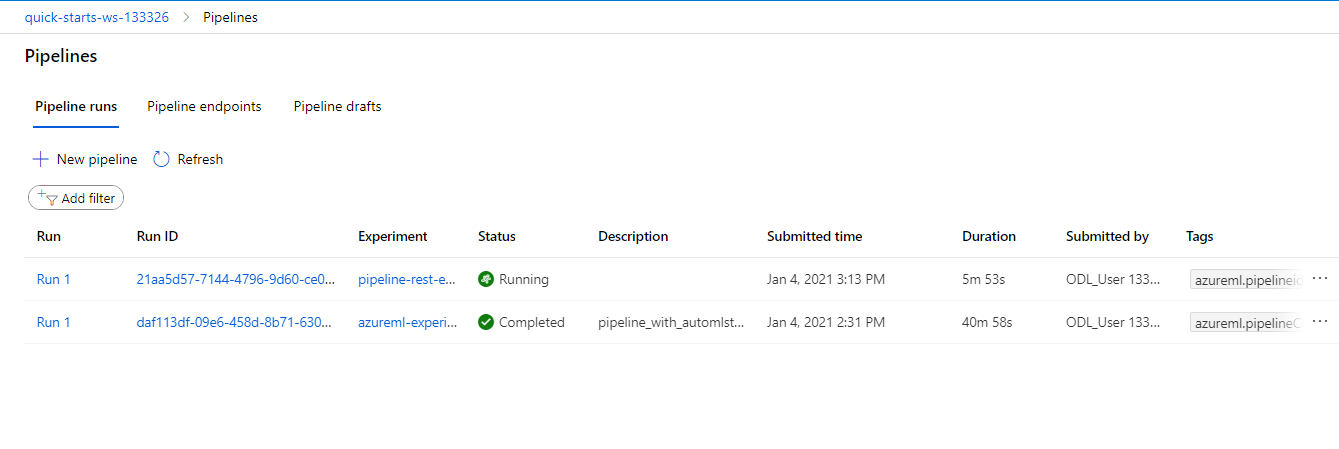 quick-starts-ws-133326 > Pipelines
Pipelines
Pipeline runs Pipeline endpoints Pipeline drafts
+ New pipeline Refresh
Add filter
Run Run ID Experiment Status Description Submitted time Duration Submitted by Tags
Run 1 21aa5d57-7144-4796-9d60-ce0... pipeline-rest-e... Running Jan 4, 2021 3:13 PM 5m 53s ODL_User 133... azureml.pipelineid ...
Run 1 daf113df-09e6-458d-8b71-630... azureml-experi... Completed pipeline_with_automlst... Jan 4, 2021 2:31 PM 40m 58s ODL_User 133... azureml.pipelineC ...